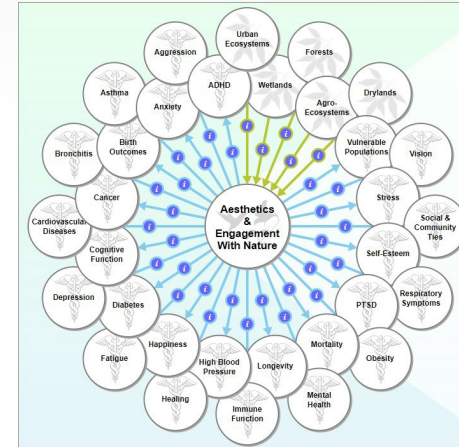 Urban
Ecosystems
Aggression
Forests
ADHD
Wetlands
Asthma
Drylands
Anxiety
Agro-
Ecosystems
Bronchitis
Birth
Outcomes
Vulnerable
Populations
Vision
Cancer
Stress
Aesthetics
&
Engagement
With Nature
Cardiovascular
Diseases
Social &
Community
Ties
Cognitive
Function
Self-Esteem
Depression
Diabetes
PTSD
Respiratory
Symptoms
Happiness
Mortality
Fatigue
High Blood
Pressure
Longevity
Obesity
Healing
Immune
Function
Mental
Health